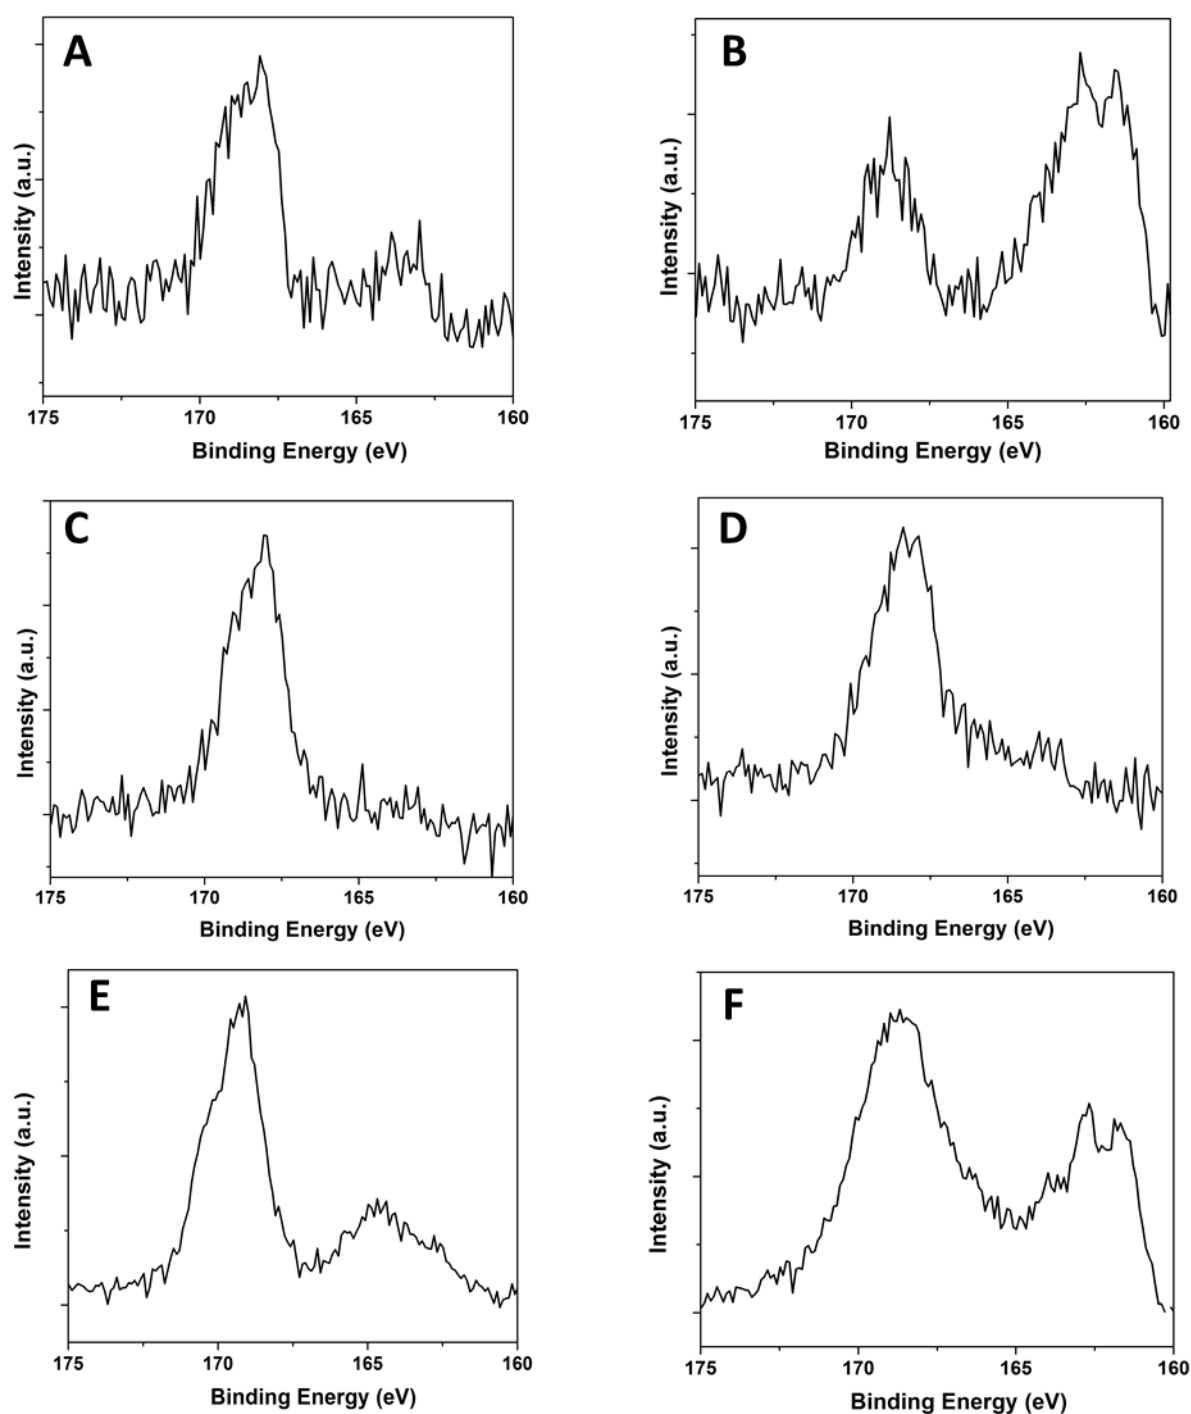 A
Intensity (a.u.)
175 170 165 160
Binding Energy (eV)
B
Intensity (a.u.)
175 170 165 160
Binding Energy (eV)
C
Intensity (a.u.)
175 170 165 160
Binding Energy (eV)
D
Intensity (a.u.)
175 170 165 160
Binding Energy (eV)
E
Intensity (a.u.)
175 170 165 160
Binding Energy (eV)
F
Intensity (a.u.)
175 170 165 160
Binding Energy (eV)